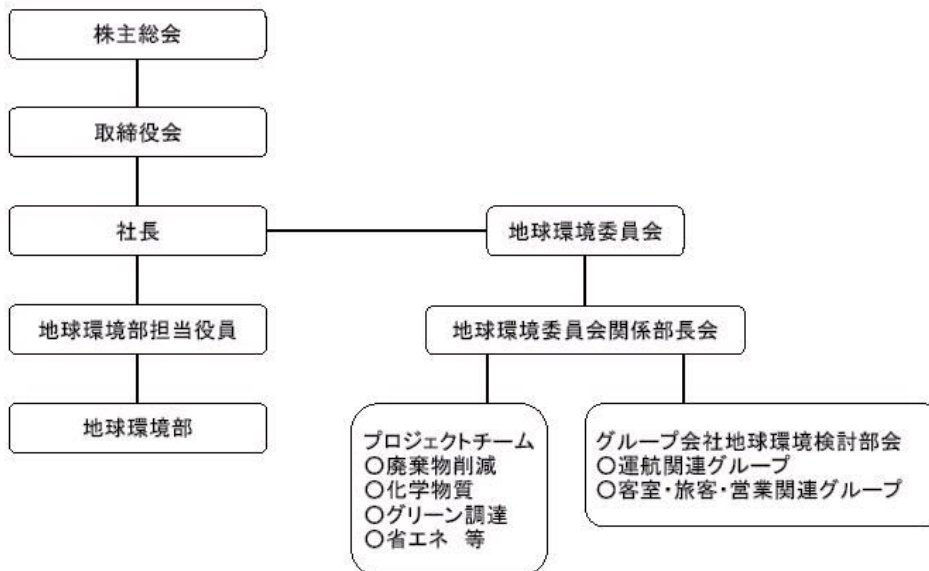 株主総会
取締役会
社長
地球環境委員会
地球環境部担当役員
地球環境委員会関係部長会
地球環境部
プロジェクトチーム
○廃棄物削減
○化学物質
○グリーン調達
○省エネ 等
グループ会社地球環境検討部会
○運航関連グループ
○客室・旅客・営業関連グループ